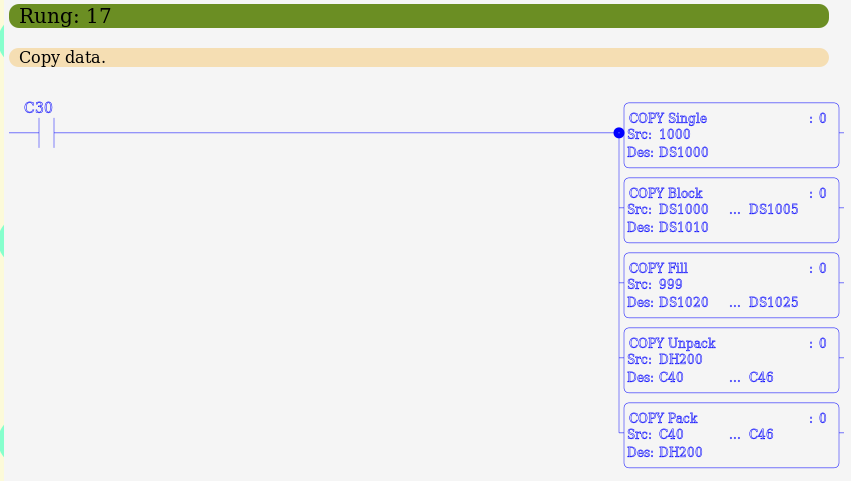 Rung: 17
Copy data.
C30
COPY Single : 0
Src: 1000
Des: DS1000
COPY Block : 0
Src: DS1000 ... DS1005
Des: DS1010
COPY Fill : 0
Src: 999
Des: DS1020 ... DS1025
COPY Unpack : 0
Src: DH200
Des: C40 ... C46
COPY Pack : 0
Src: C40 ... C46
Des: DH200